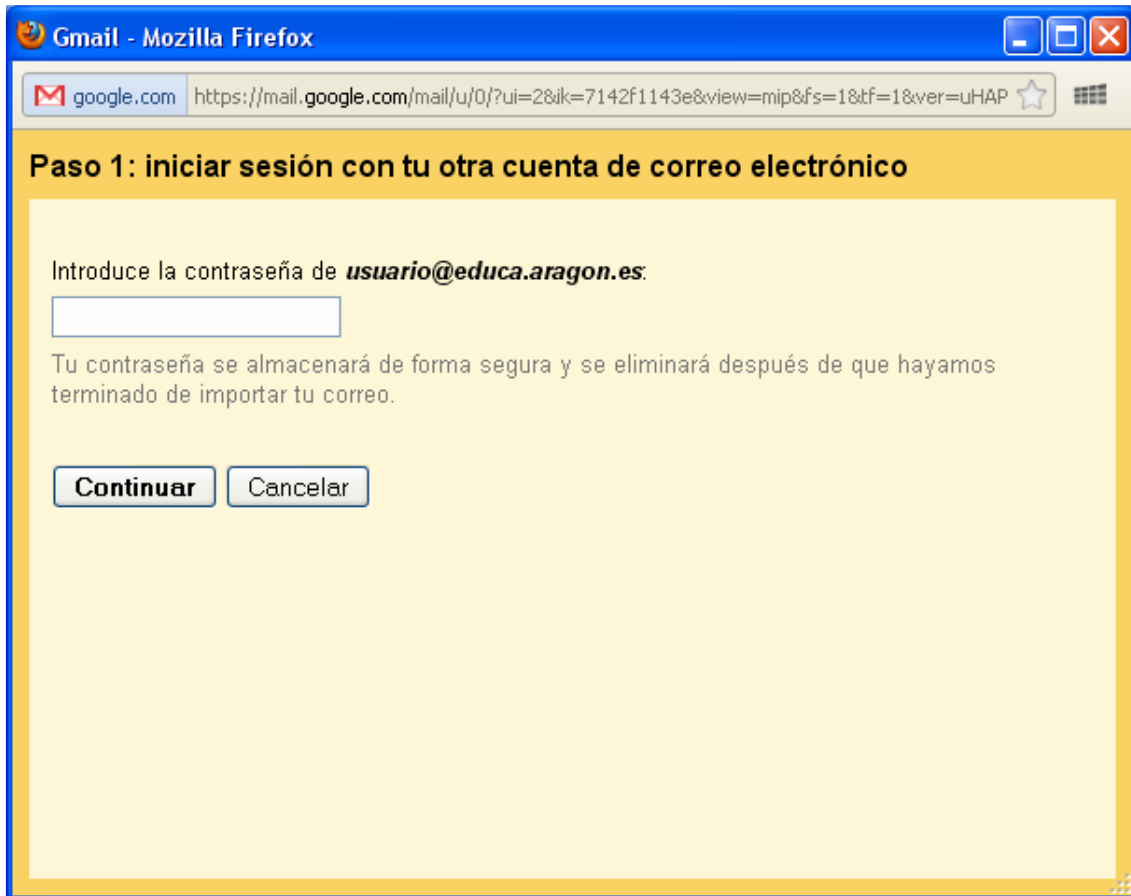 Gmail - Mozilla Firefox
google.com https://mail.google.com/mail/u/0/?ui=2&ik=7142f1143e&view=mip&fs=1&tf=1&ver=uHAP
Paso 1: iniciar sesión con tu otra cuenta de correo electrónico
Introduce la contraseña de usuario@educa.aragon.es:
Tu contraseña se almacenará de forma segura y se eliminará después de que hayamos
terminado de importar tu correo.
Continuar Cancelar